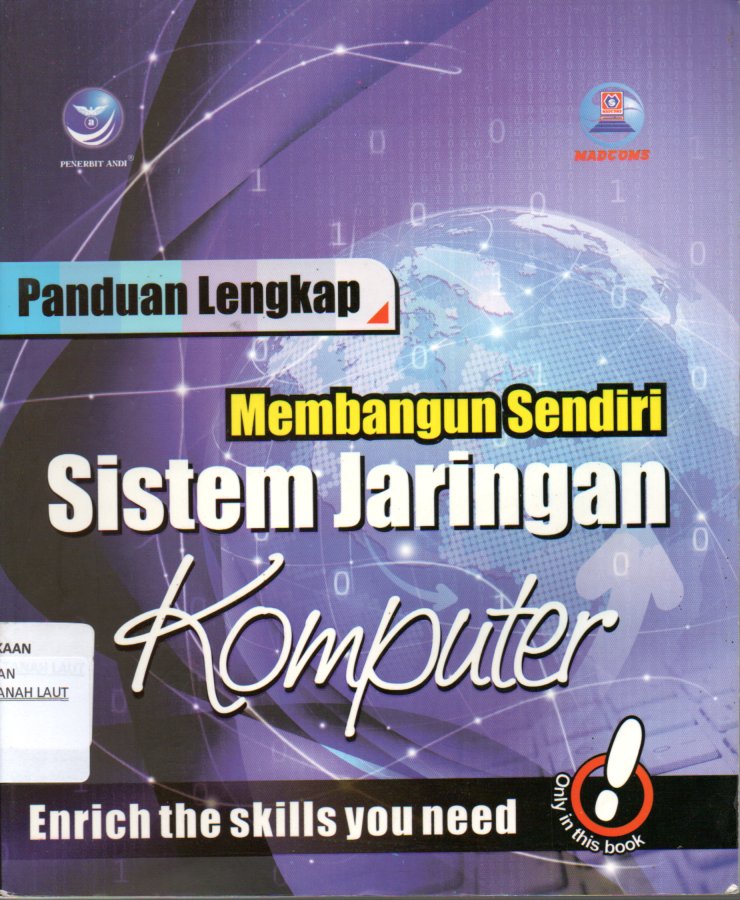 PENERBIT ANDI®
MADCOMS
Panduan Lengkap
Membangun Sendiri
Sistem Jaringan
Komputer
KAAN
AN
ANAH LAUT
Enrich the skills you need
Only in this book